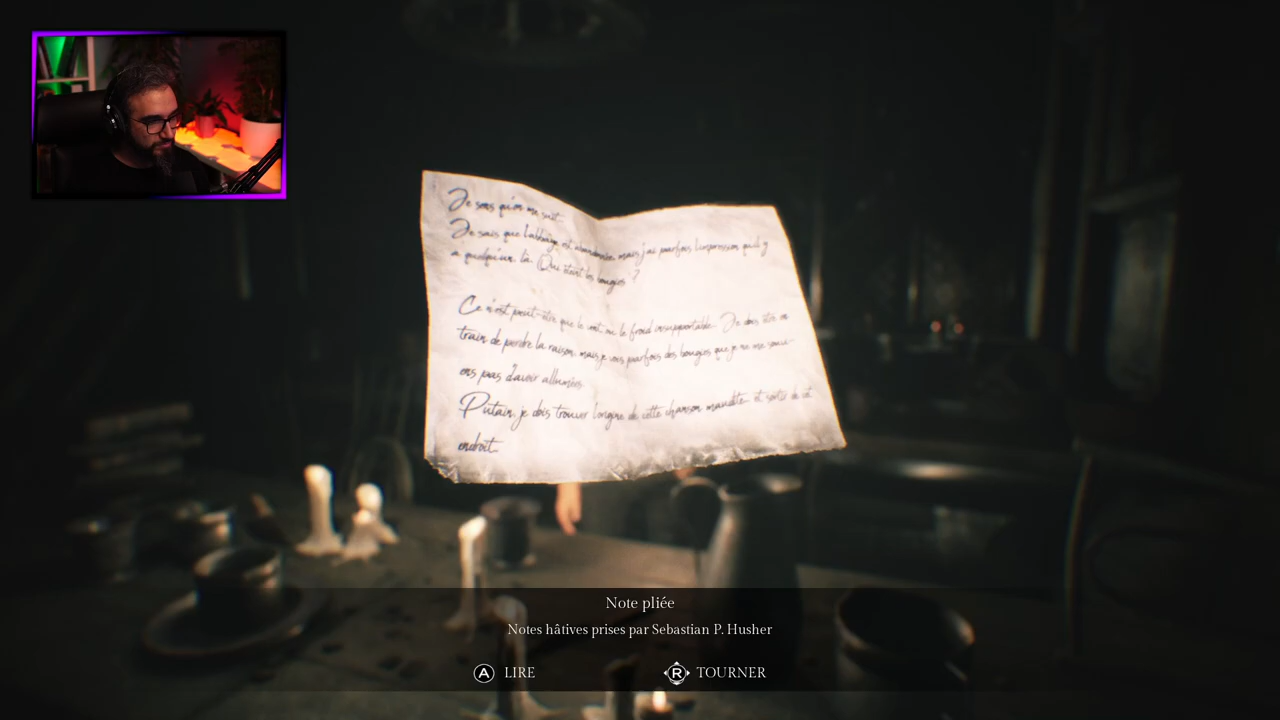 Je sens qu'on me suit.
Je sais que l'abbaye est abandonnée, mais j'ai parfois l'impression qu'il y
a quelqu'un là. Qui éteint les bougies ?
Ce n'est peut-être que le vent ou le froid insupportable. Je dois être en
train de perdre la raison, mais je vois parfois des bougies que je ne me souvi-
ens pas d'avoir allumées.
Putain, je dois trouver l'origine de cette chanson maudite et sortir de cet
endroit.
Note pliée
Notes hâtives prises par Sebastian P. Husher
A LIRE
R TOURNER